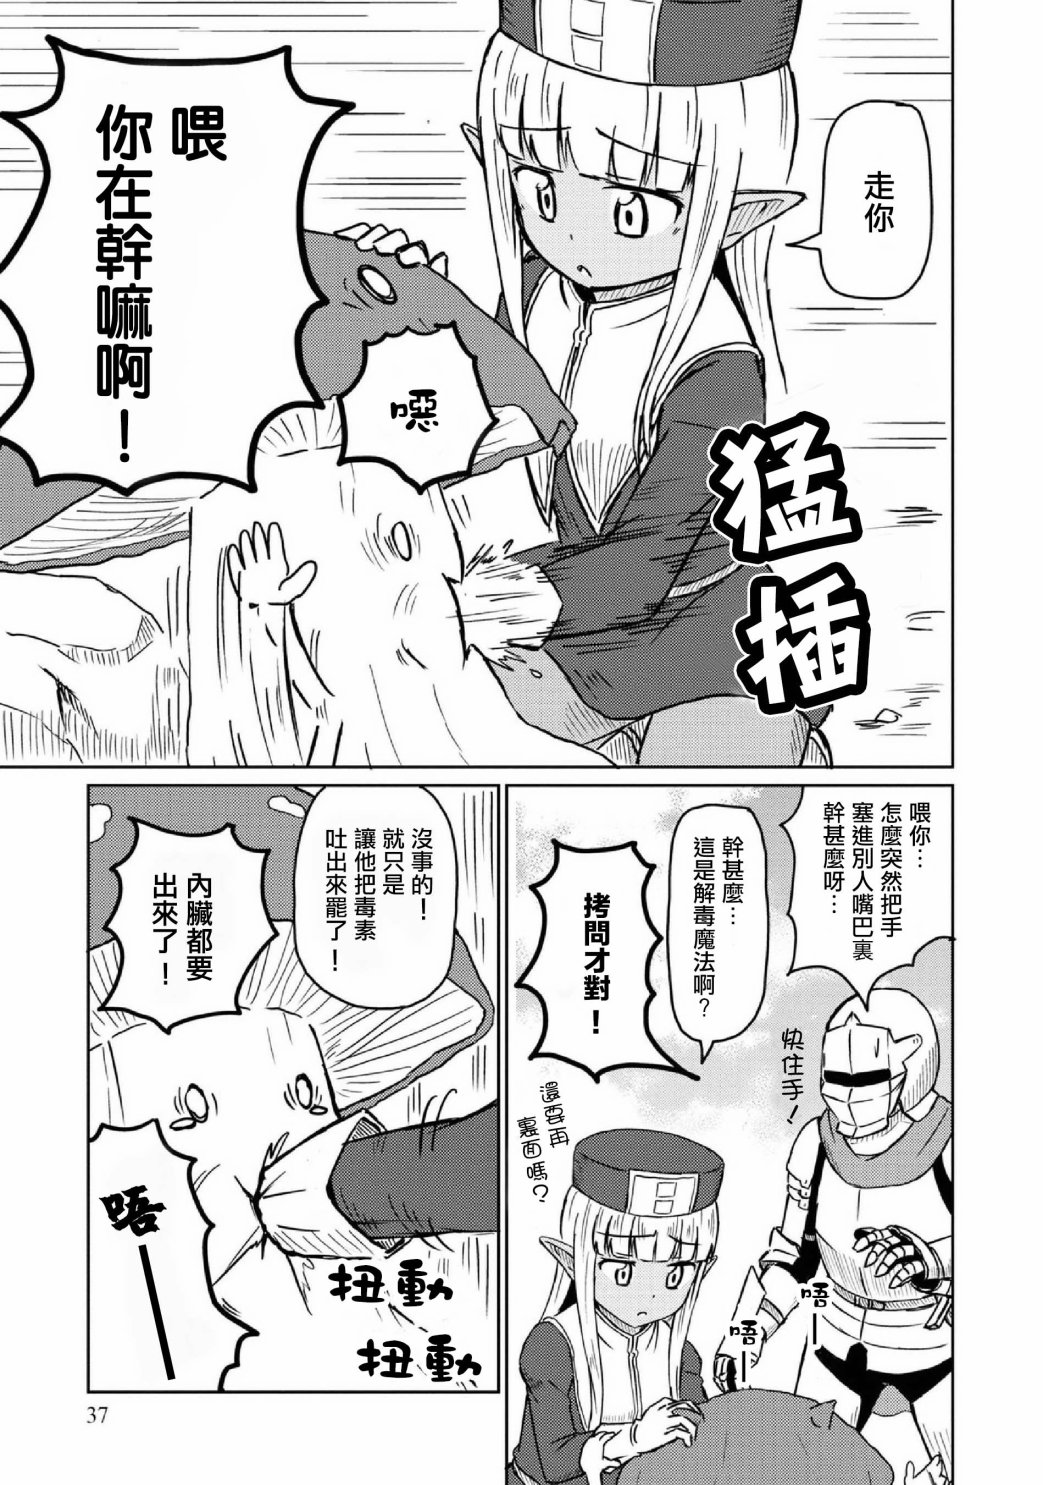 走你
猛插
噁
喂
你在幹嘛啊！
喂你…
怎麼突然把手
塞進別人嘴巴裏
幹甚麼呀…
快住手！
幹甚麼…
這是解毒魔法啊？
拷問才對！
還要再
裏面嗎？
唔—
唔—
沒事的！
就只是
讓他把毒素
吐出來罷了！
內臟都要
出來了！
唔—
扭動
扭動
37